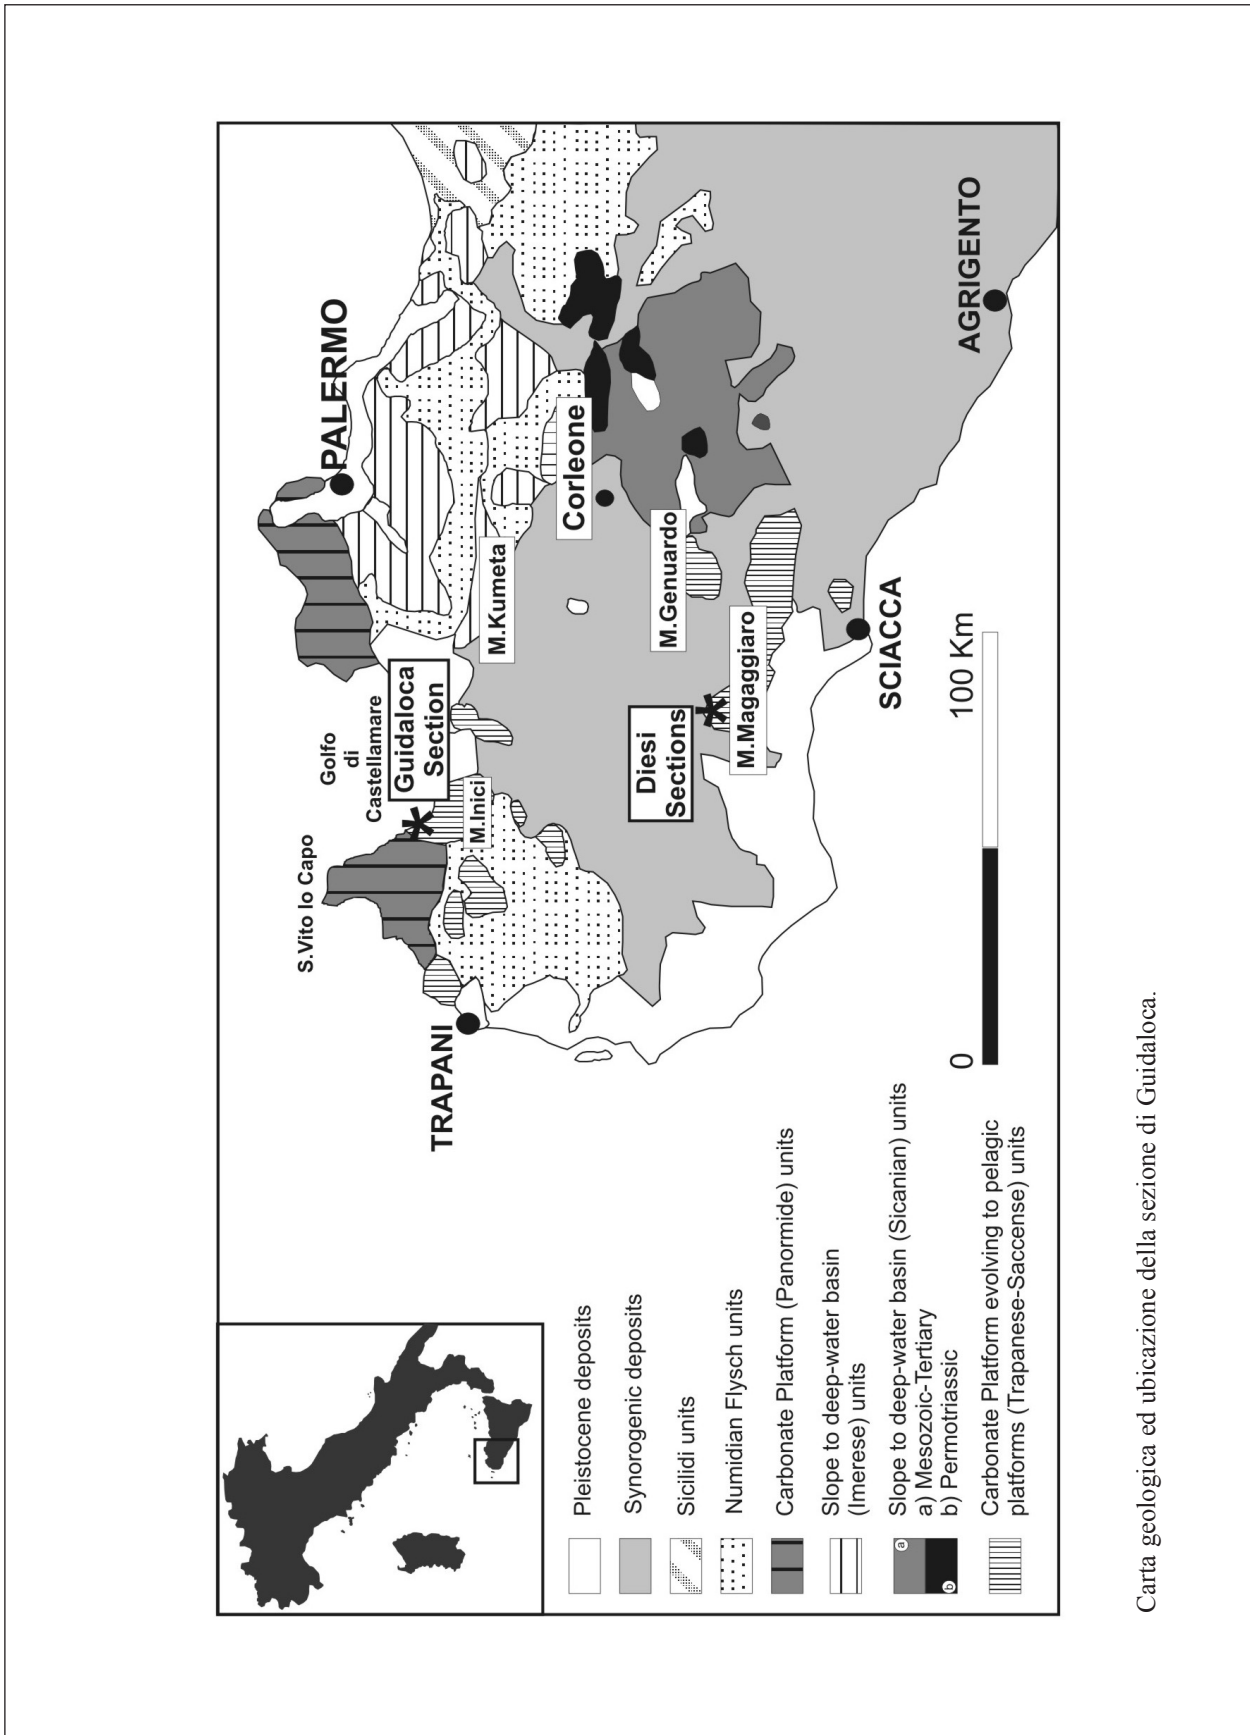 S.Vito lo Capo
Golfo
di
Castellamare
PALERMO
TRAPANI
Guidaloca
Section
M.Inici
M.Kumeta
Corleone
M.Genuardo
Diesi
Sections
M.Magaggiaro
SCIACCA
AGRIGENTO
0
100 Km
Pleistocene deposits
Synorogenic deposits
Sicilidi units
Numidian Flysch units
Carbonate Platform (Panormide) units
Slope to deep-water basin
(Imerese) units
a
b
Slope to deep-water basin (Sicanian) units
a) Mesozoic-Tertiary
b) Permotriassic
Carbonate Platform evolving to pelagic
platforms (Trapanese-Saccense) units
Carta geologica ed ubicazione della sezione di Guidaloca.